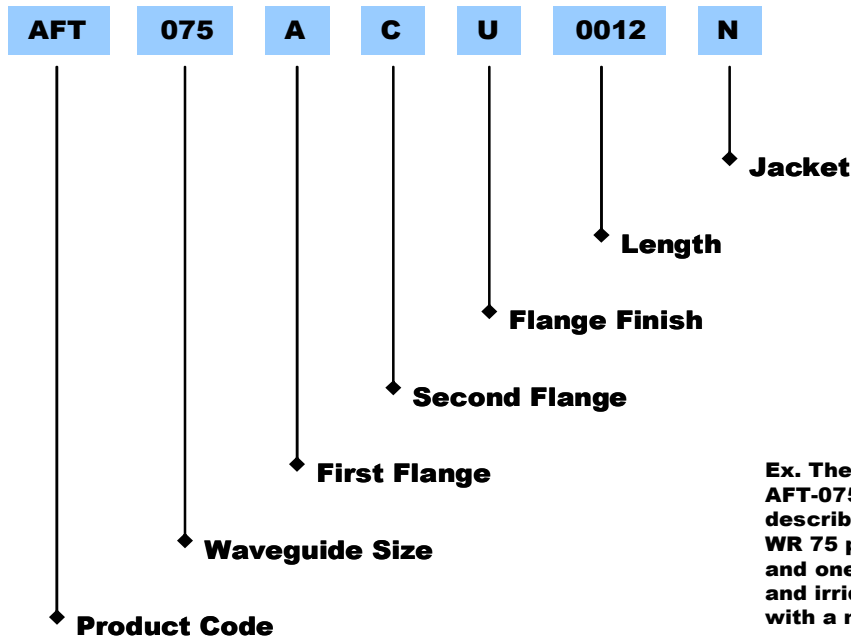 AFT 075 A C U 0012 N
Jacket
Length
Flange Finish
Second Flange
First Flange
Waveguide Size
Product Code
Ex. The
AFT-075
describ
WR 75 p
and one
and irri
with a